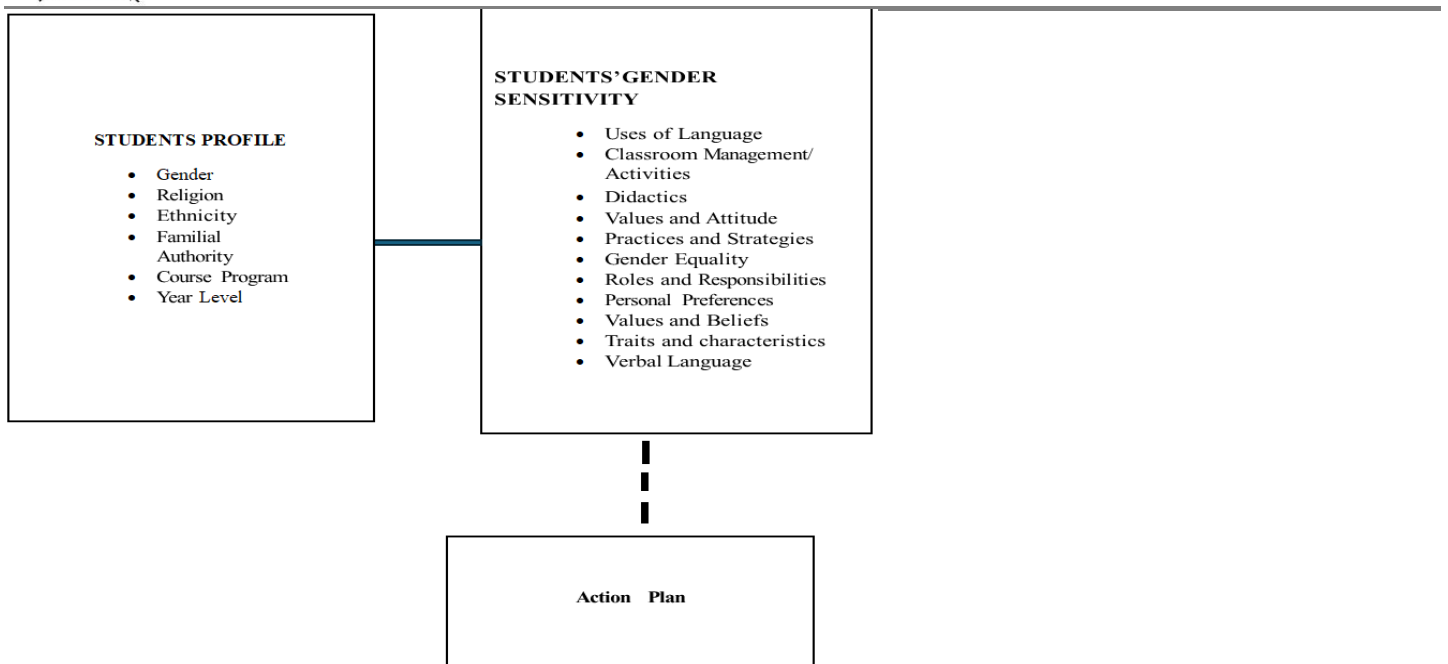 STUDENTS PROFILE
• Gender
• Religion
• Ethnicity
• Familial
Authority
• Course Program
• Year Level
STUDENTS’GENDER
SENSITIVITY
• Uses of Language
• Classroom Management/
Activities
• Didactics
• Values and Attitude
• Practices and Strategies
• Gender Equality
• Roles and Responsibilities
• Personal Preferences
• Values and Beliefs
• Traits and characteristics
• Verbal Language
Action Plan